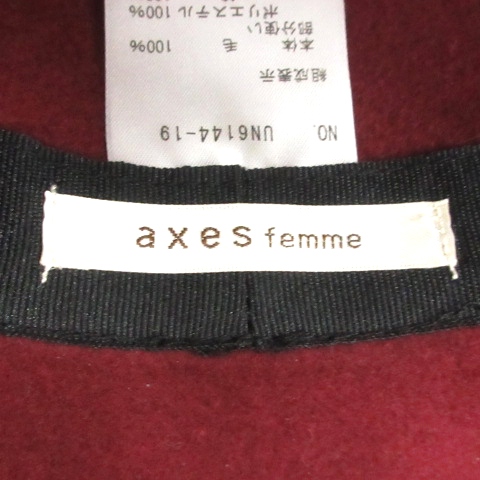 NO. UN6144-19
組成表示
本体 毛 100%
部分使い
ポリエステル 100%
axes femme